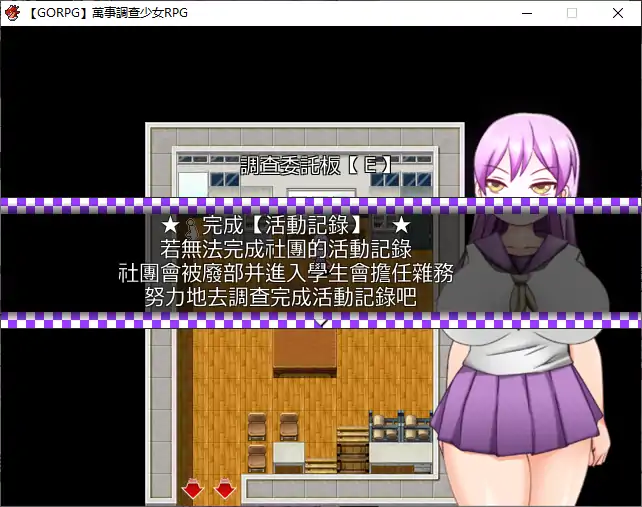 【GORPG】萬事調查少女RPG
調查委託板【Ｅ】
★　完成【活動記錄】　★
若無法完成社團的活動記錄
社團會被廢部并進入學生會擔任雜務
努力地去調查完成活動記錄吧